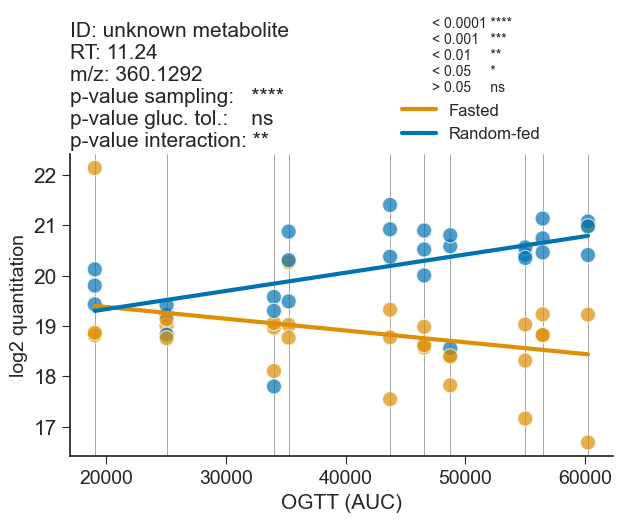 ID: unknown metabolite
RT: 11.24
m/z: 360.1292
p-value sampling: ****
p-value gluc. tol.: ns
p-value interaction: **
< 0.0001 ****
< 0.001 ***
< 0.01 **
< 0.05 *
> 0.05 ns
Fasted
Random-fed
log2 quantitation
22
21
20
19
18
17
20000 30000 40000 50000 60000
OGTT (AUC)